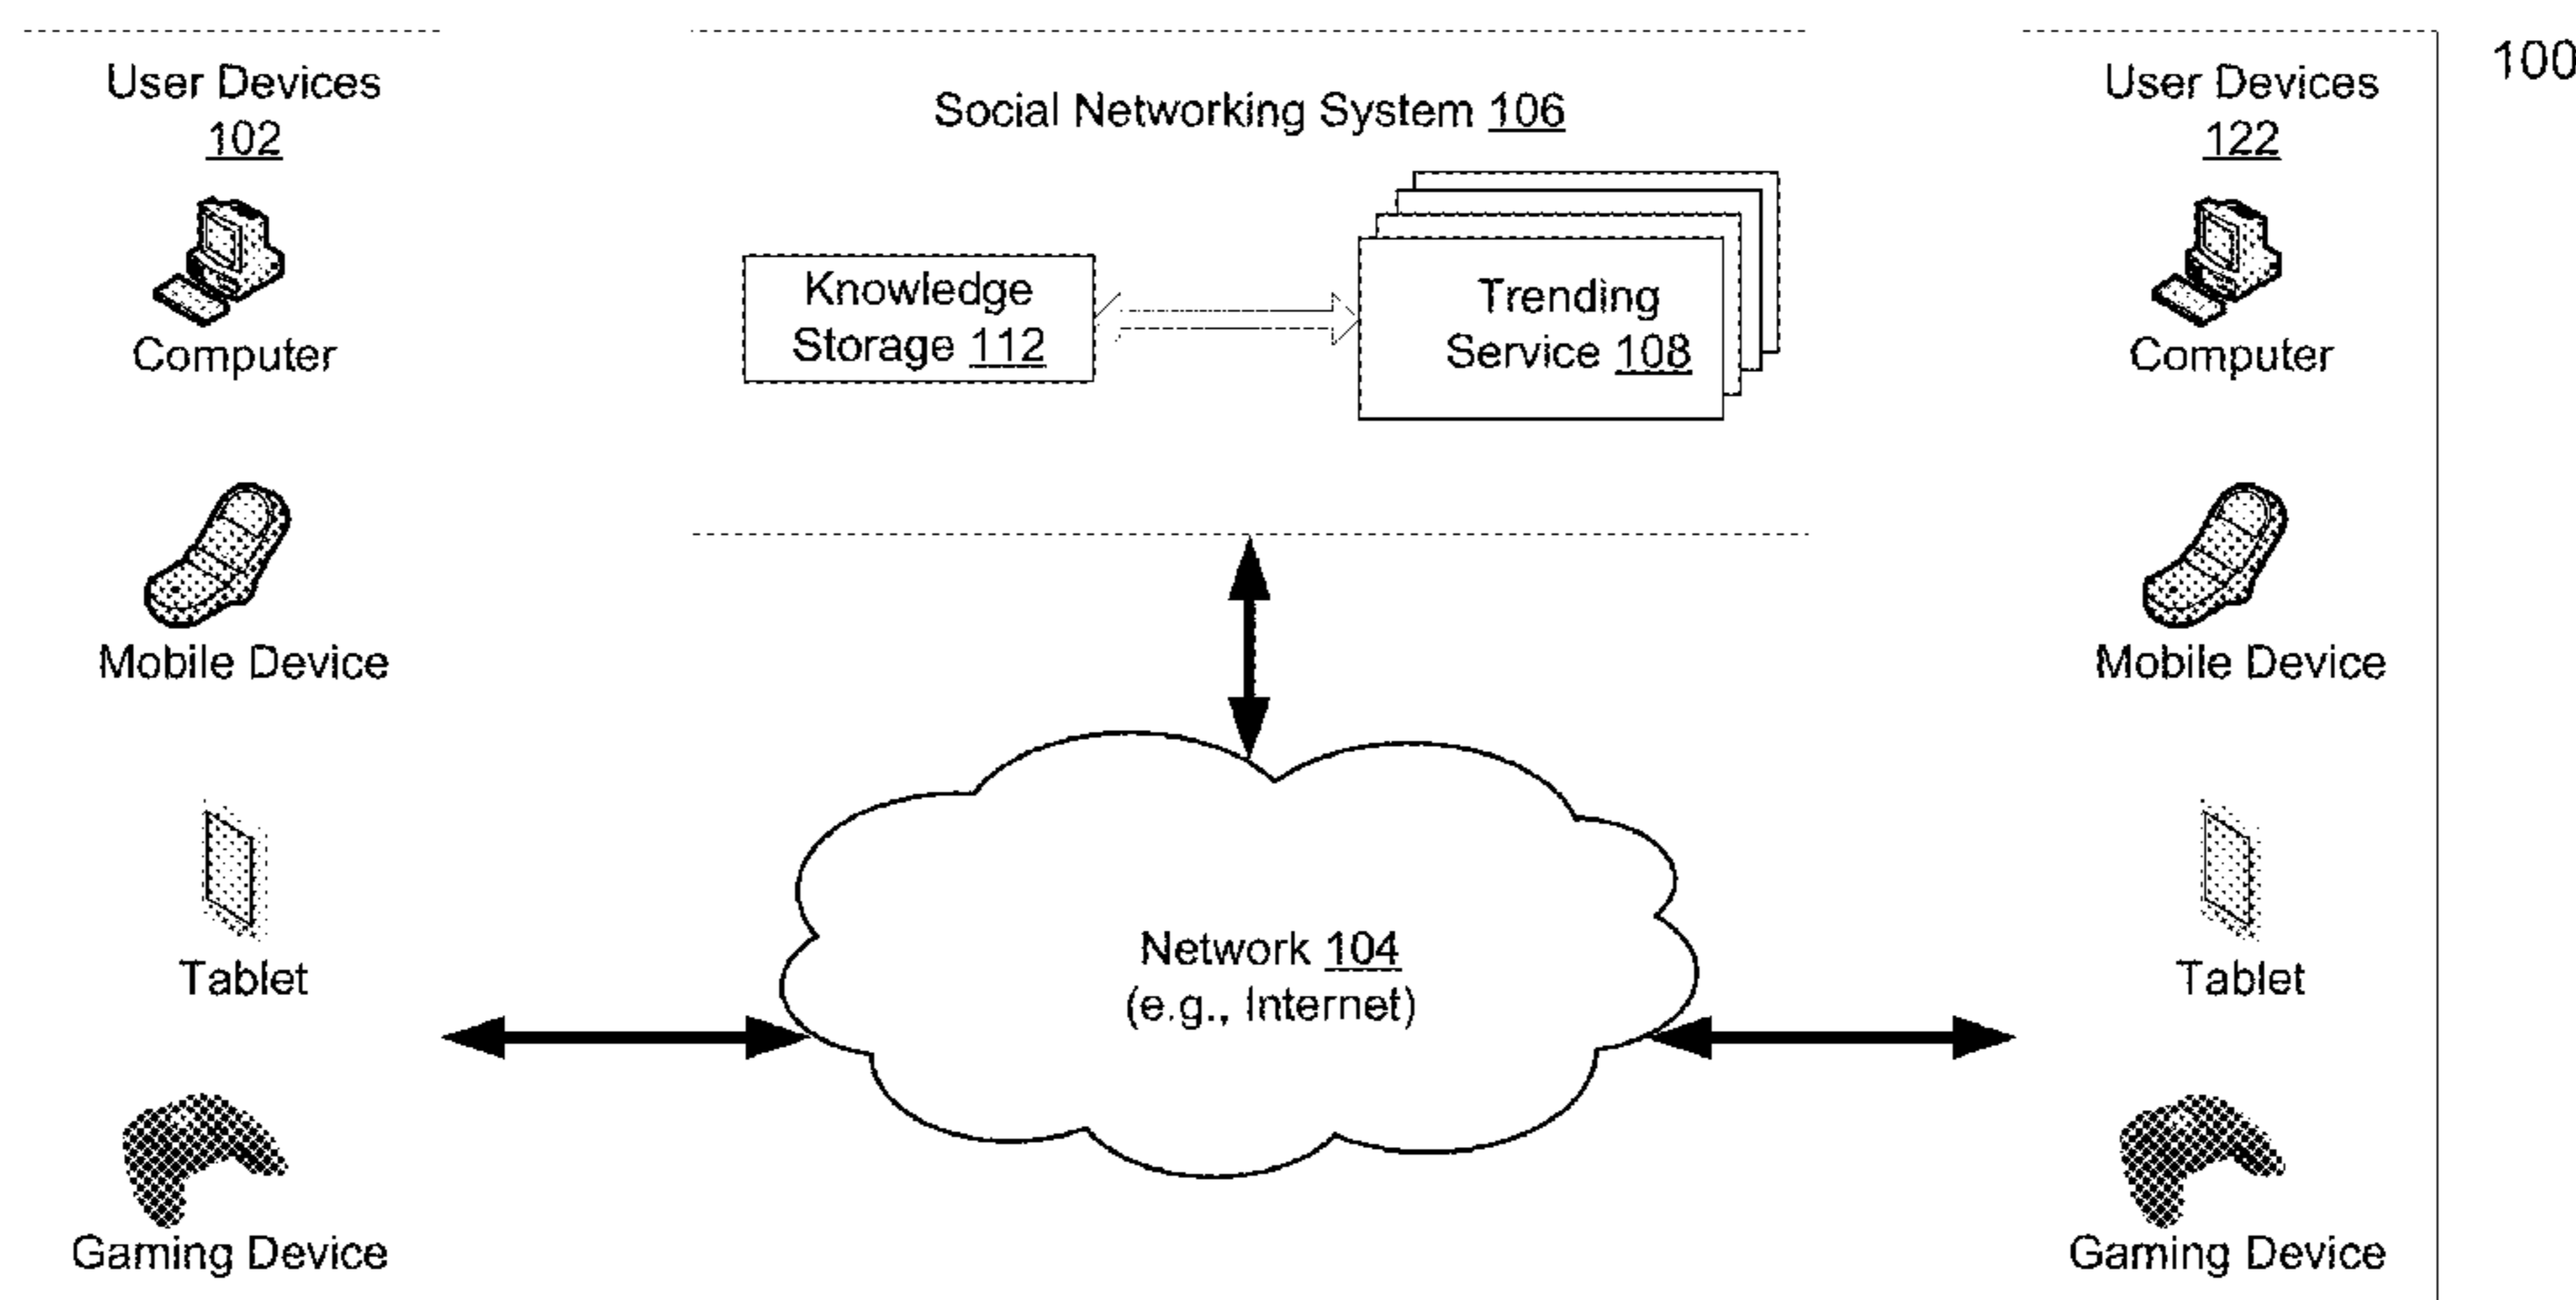 User Devices
102
Computer
Mobile Device
Tablet
Gaming Device
Social Networking System 106
Knowledge
Storage 112
Trending
Service 108
Network 104
(e.g., Internet)
User Devices
122
Computer
Mobile Device
Tablet
Gaming Device
100